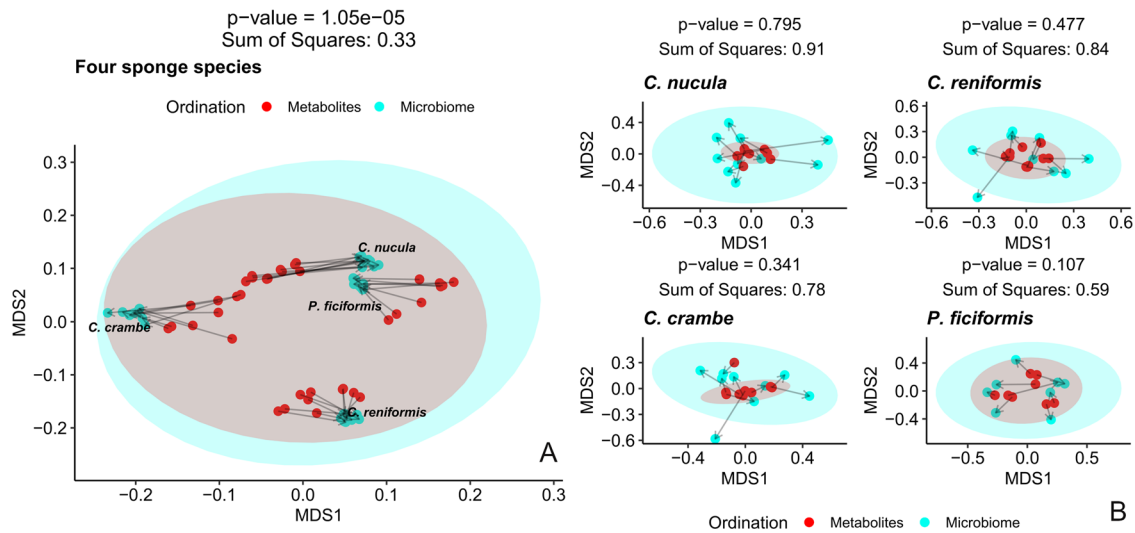 p−value = 1.05e−05
Sum of Squares: 0.33
Four sponge species
Ordination Metabolites Microbiome
MDS2
0.3
0.2
0.1
0.0
−0.1
−0.2
C. nucula
P. ficiformis
C. crambe
C. reniformis
A
−0.2 −0.1 0.0 0.1 0.2 0.3
MDS1
p−value = 0.795
Sum of Squares: 0.91
C. nucula
MDS2
0.4
0.0
−0.4
−0.6 −0.3 0.0 0.3 0.6
MDS1
p−value = 0.477
Sum of Squares: 0.84
C. reniformis
MDS2
0.6
0.3
0.0
−0.3
−0.6 −0.3 0.0 0.3 0.6
MDS1
p−value = 0.341
Sum of Squares: 0.78
C. crambe
MDS2
0.3
0.0
−0.3
−0.6
−0.4 0.0 0.4
MDS1
p−value = 0.107
Sum of Squares: 0.59
P. ficiformis
MDS2
0.4
0.0
−0.4
−0.5 0.0 0.5
MDS1
B
Ordination Metabolites Microbiome